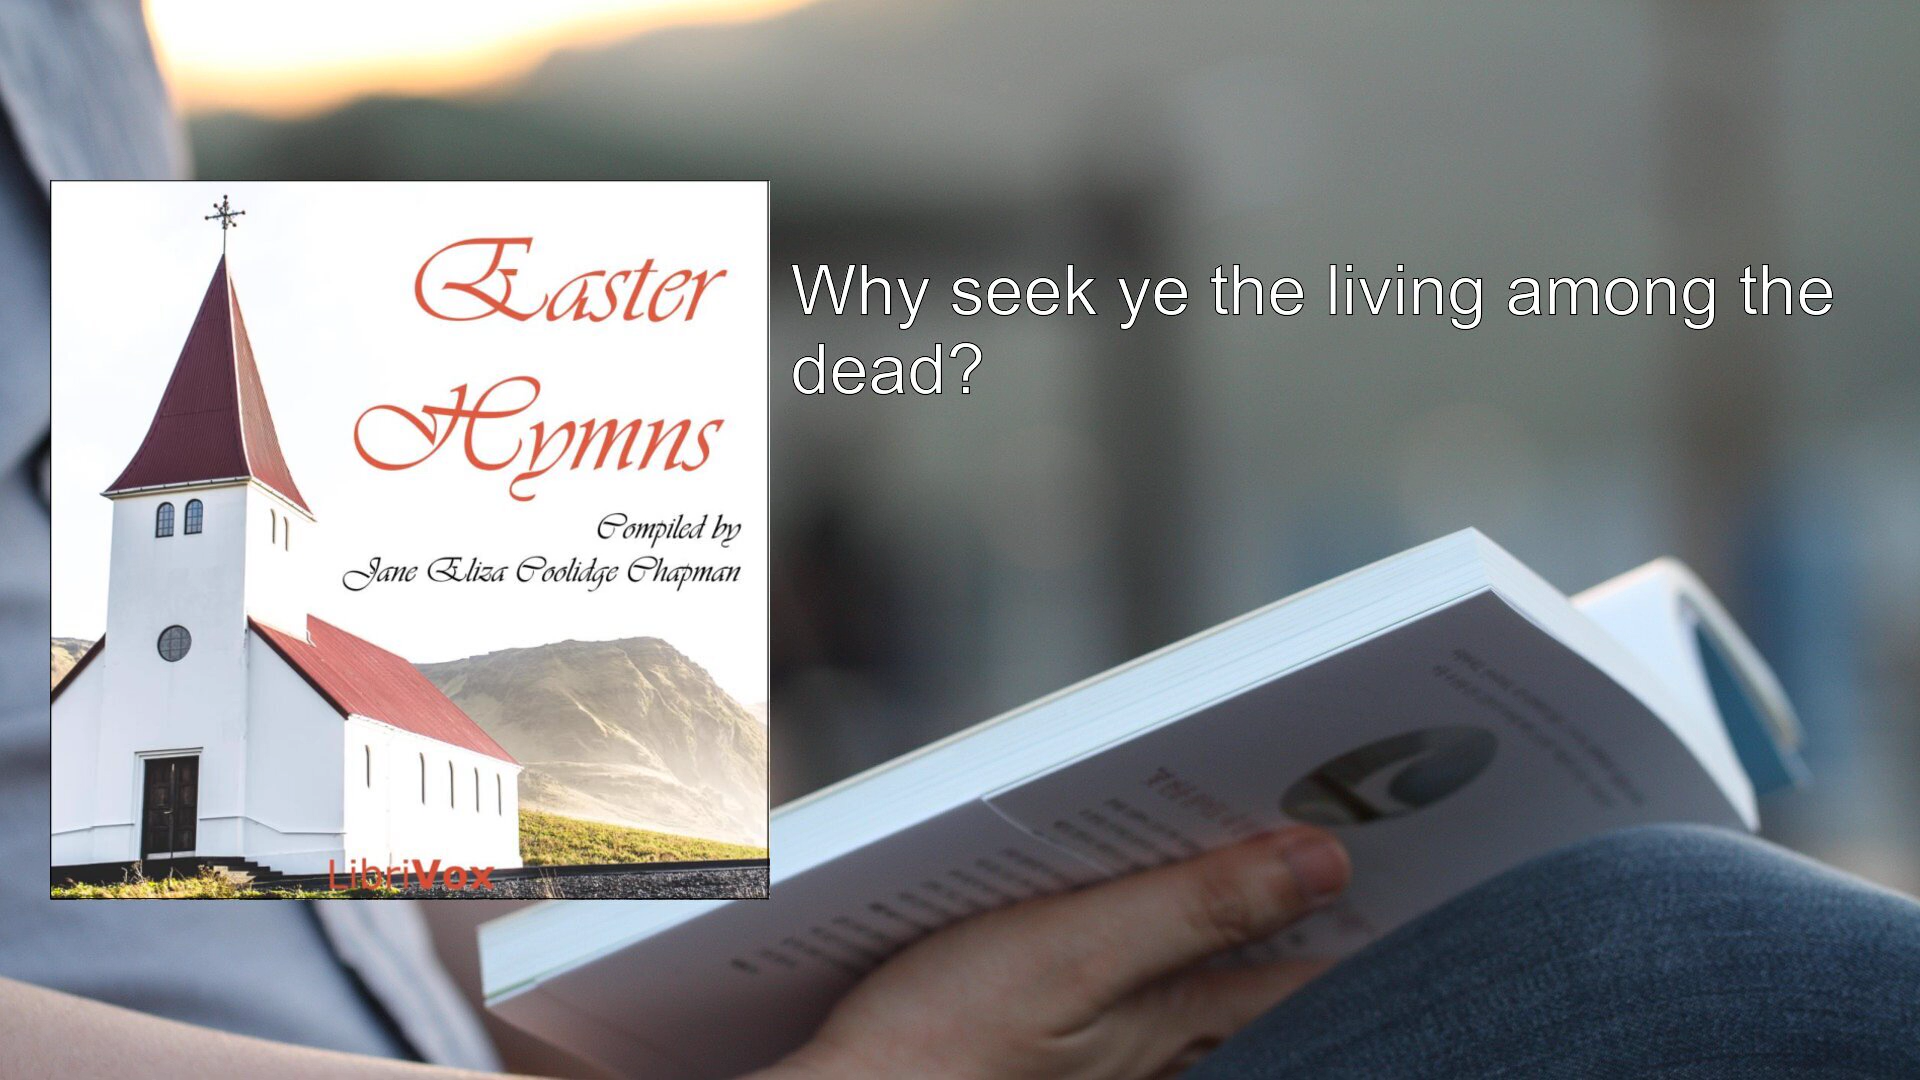 Easter
Hymns
Compiled by
Jane Eliza Coolidge Chapman
LibriVox
Why seek ye the living among the
dead?